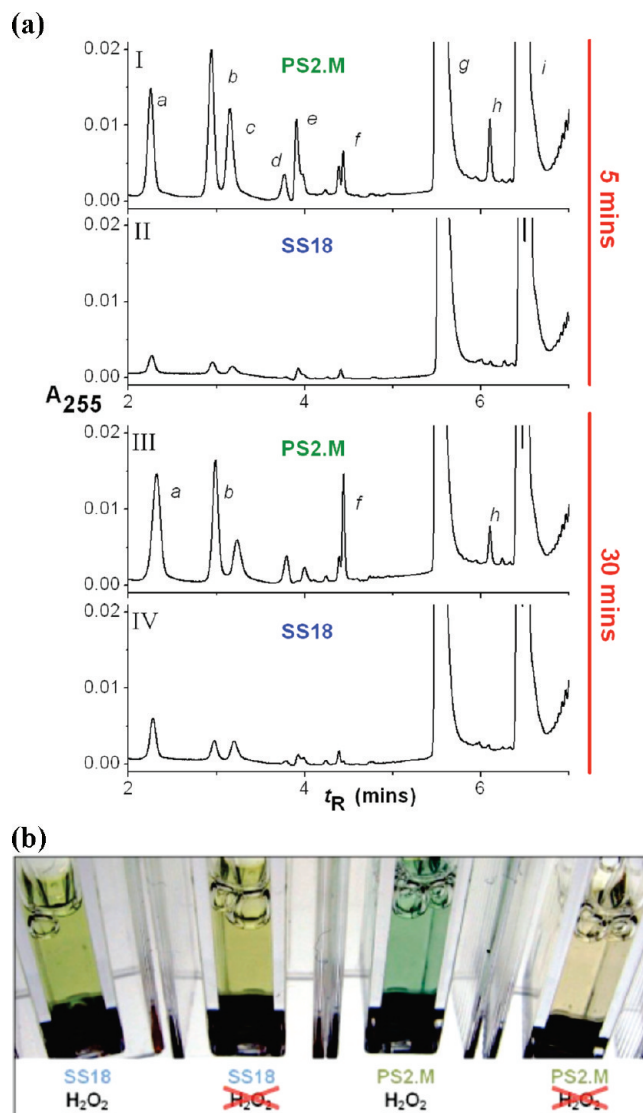 (a)
0.02
I
PS2.M
a
b
c
d
e
f
g
h
i
0.01
0.00
5 mins
0.02
II
SS18
0.01
0.00
A255
2 4 6
0.02
III
PS2.M
a
b
f
h
0.01
0.00
30 mins
0.02
IV
SS18
0.01
0.00
2 4 6
tR (mins)
(b)
SS18 SS18 PS2.M PS2.M
H2O2 H2O2 H2O2 H2O2